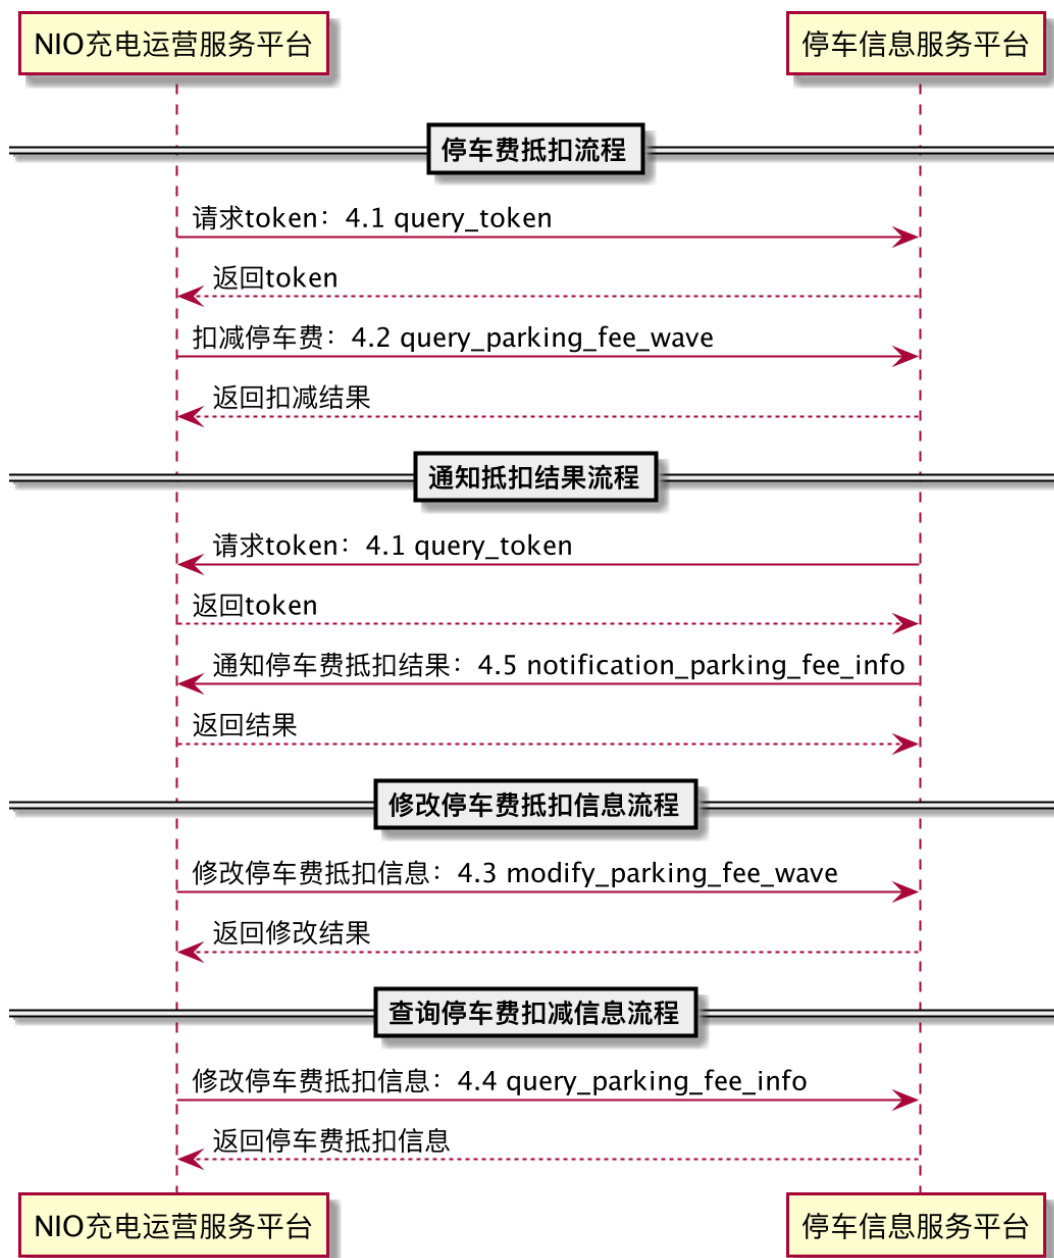 NIO充电运营服务平台
停车信息服务平台
停车费抵扣流程
请求token：4.1 query_token
返回token
扣减停车费：4.2 query_parking_fee_wave
返回扣减结果
通知抵扣结果流程
请求token：4.1 query_token
返回token
通知停车费抵扣结果：4.5 notification_parking_fee_info
返回结果
修改停车费抵扣信息流程
修改停车费抵扣信息：4.3 modify_parking_fee_wave
返回修改结果
查询停车费扣减信息流程
修改停车费抵扣信息：4.4 query_parking_fee_info
返回停车费抵扣信息
NIO充电运营服务平台
停车信息服务平台